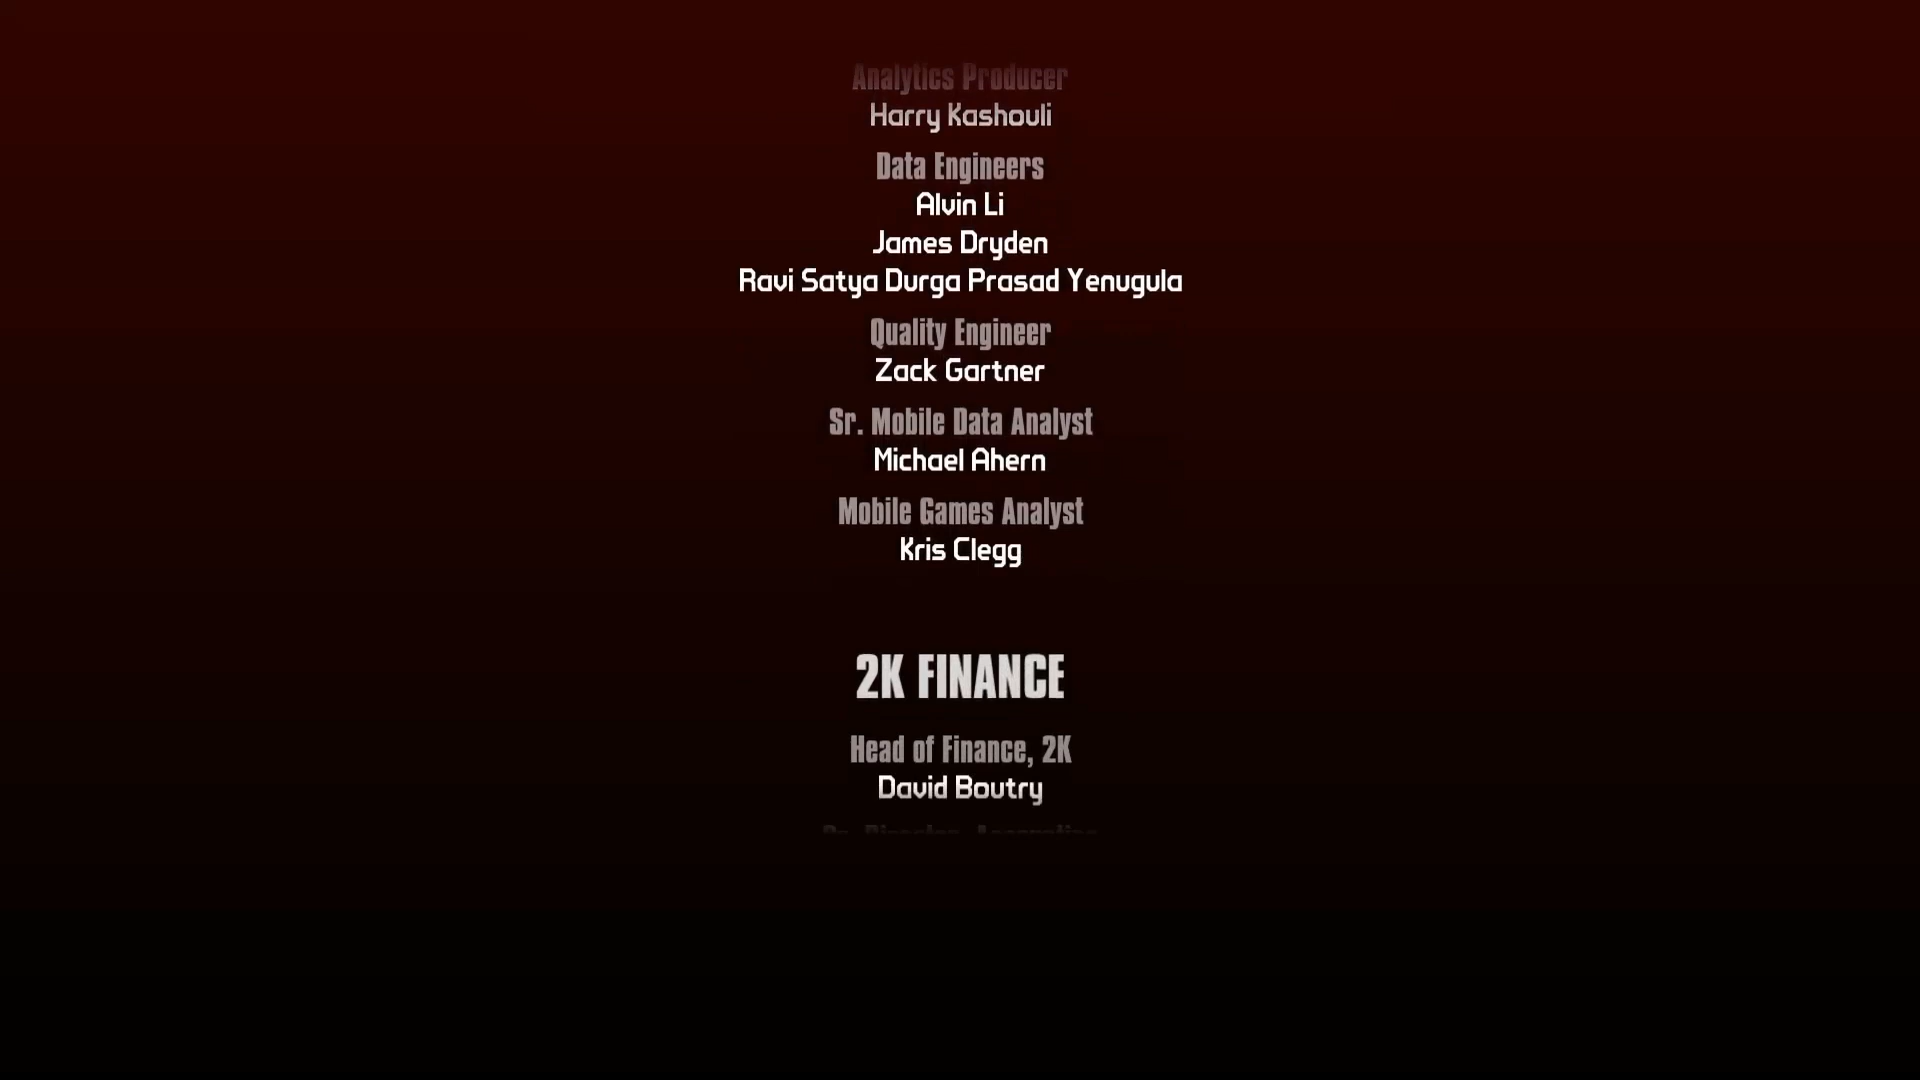 Analytics Producer
Harry Kashouli
Data Engineers
Alvin Li
James Dryden
Ravi Satya Durga Prasad Yenugula
Quality Engineer
Zack Gartner
Sr. Mobile Data Analyst
Michael Ahern
Mobile Games Analyst
Kris Clegg
2K FINANCE
Head of Finance, 2K
David Boutry